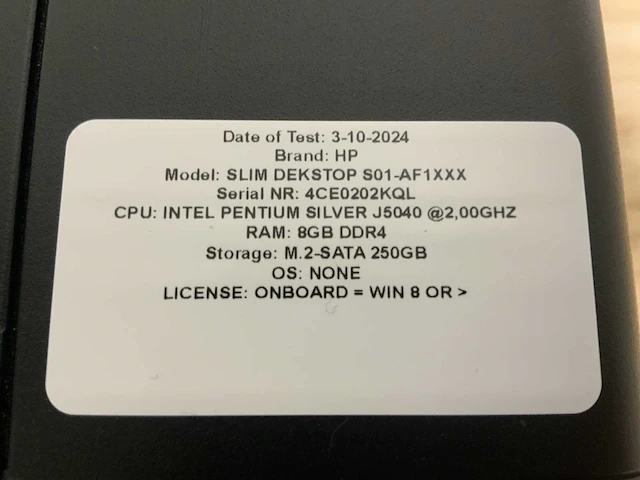 Date of Test: 3-10-2024
Brand: HP
Model: SLIM DEKSTOP S01-AF1XXX
Serial NR: 4CE0202KQL
CPU: INTEL PENTIUM SILVER J5040 @2,00GHZ
RAM: 8GB DDR4
Storage: M.2-SATA 250GB
OS: NONE
LICENSE: ONBOARD = WIN 8 OR >